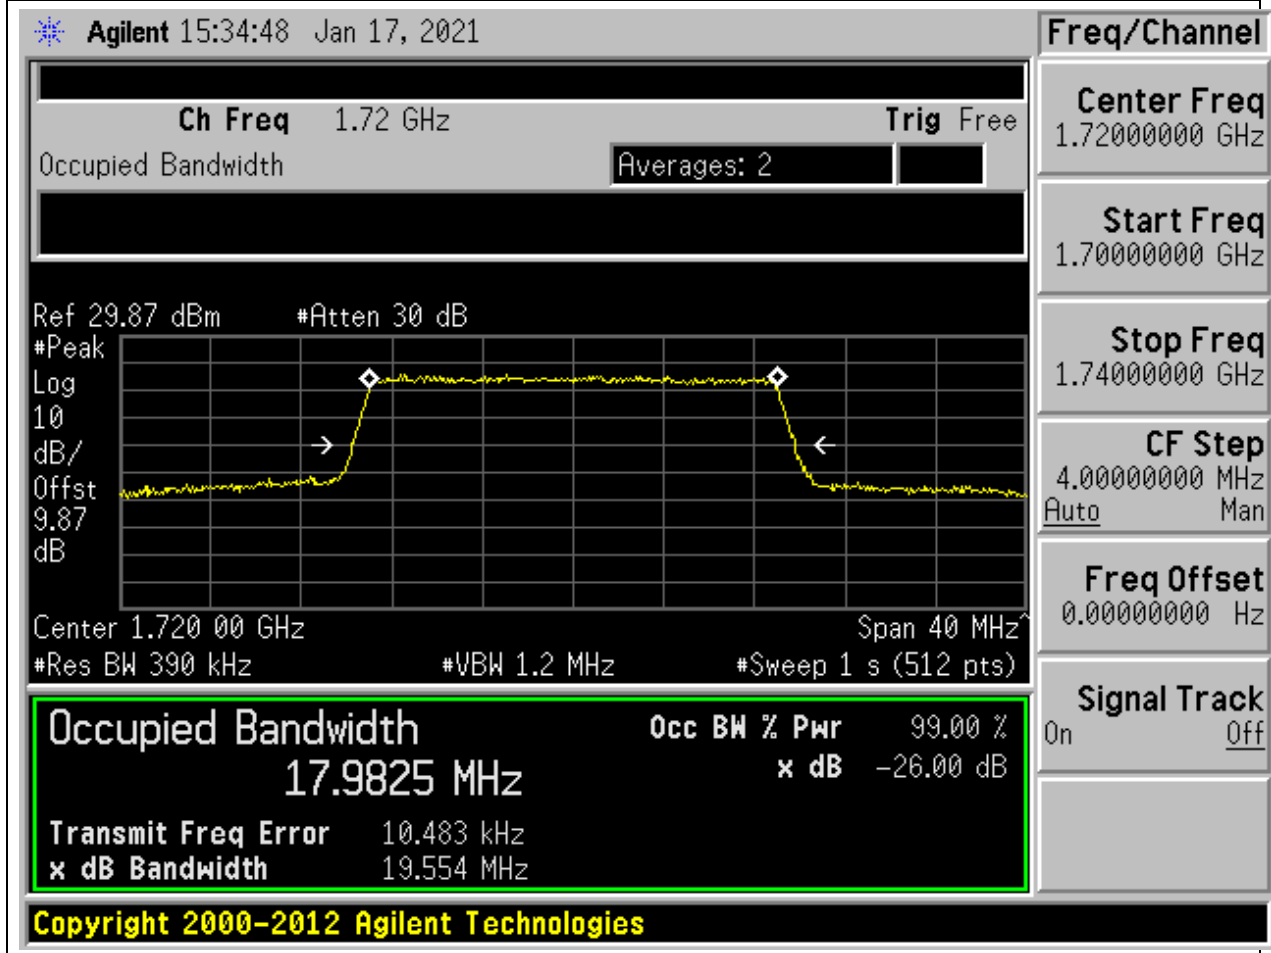 Agilent 15:34:48 Jan 17, 2021
Freq/Channel
Ch Freq 1.72 GHz Trig Free
Occupied Bandwidth Averages: 2
Center Freq
1.72000000 GHz
Start Freq
1.70000000 GHz
Stop Freq
1.74000000 GHz
CF Step
4.00000000 MHz
Auto Man
Freq Offset
0.00000000 Hz
Signal Track
On Off
Ref 29.87 dBm #Atten 30 dB
#Peak
Log
10
dB/
Offst
9.87
dB
Center 1.720 00 GHz Span 40 MHz^
#Res BW 390 kHz #VBW 1.2 MHz #Sweep 1 s (512 pts)
Occupied Bandwidth Occ BW % Pwr 99.00 %
17.9825 MHz x dB -26.00 dB
Transmit Freq Error 10.483 kHz
x dB Bandwidth 19.554 MHz
Copyright 2000-2012 Agilent Technologies